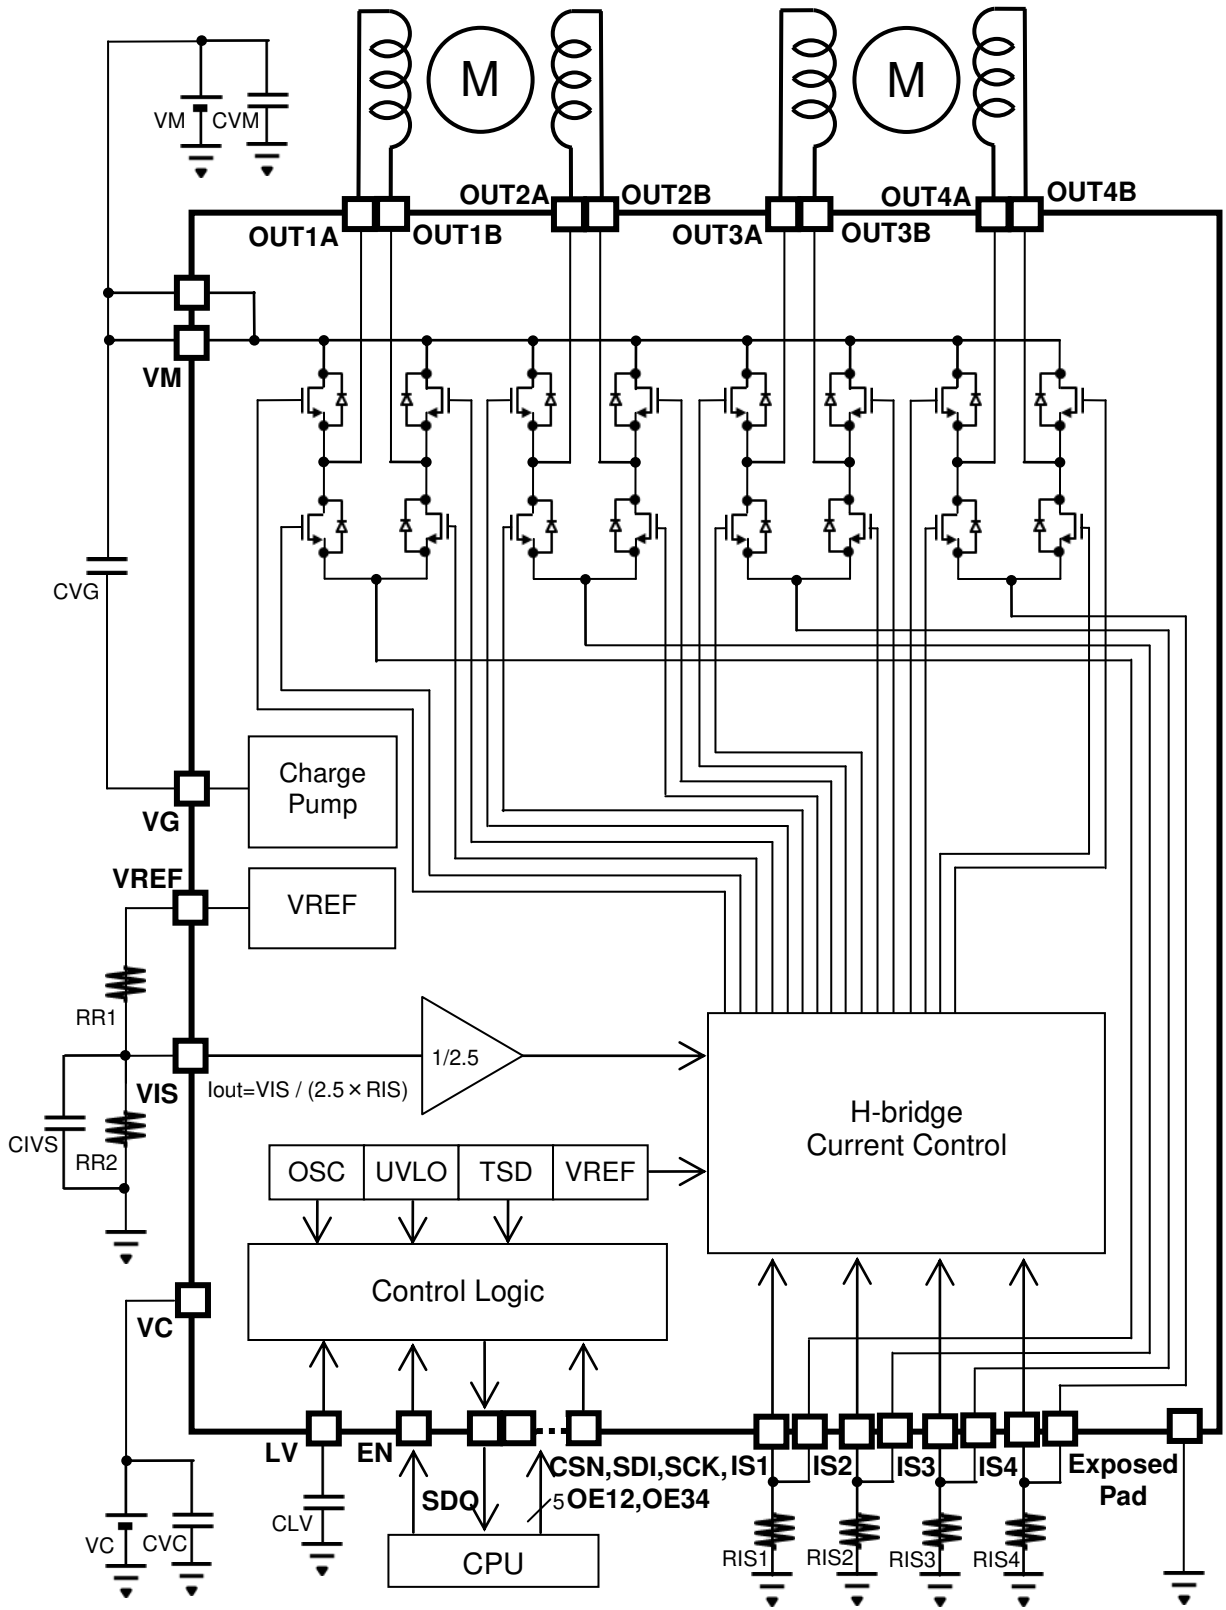 M
M
VM
CVM
OUT2A
OUT2B
OUT4A
OUT4B
OUT1A
OUT1B
OUT3A
OUT3B
VM
CVG
Charge
Pump
VG
VREF
VREF
RR1
1/2.5
VIS
Iout=VIS / (2.5×RIS)
H-bridge
Current Control
CIVS
RR2
OSC
UVLO
TSD
VREF
Control Logic
VC
LV
EN
CSN,SDI,SCK,
IS1
IS2
IS3
IS4
Exposed
Pad
SDO
5
OE12,OE34
CLV
VC
CVC
CPU
RIS1
RIS2
RIS3
RIS4